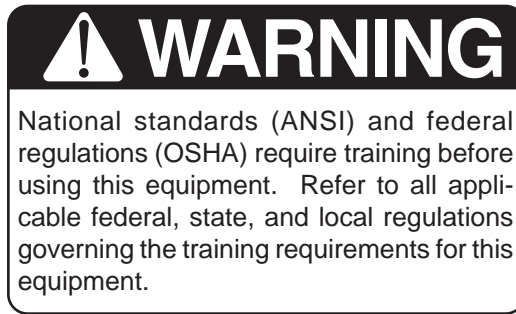 WARNING
National standards (ANSI) and federal
regulations (OSHA) require training before
using this equipment. Refer to all appli-
cable federal, state, and local regulations
governing the training requirements for this
equipment.